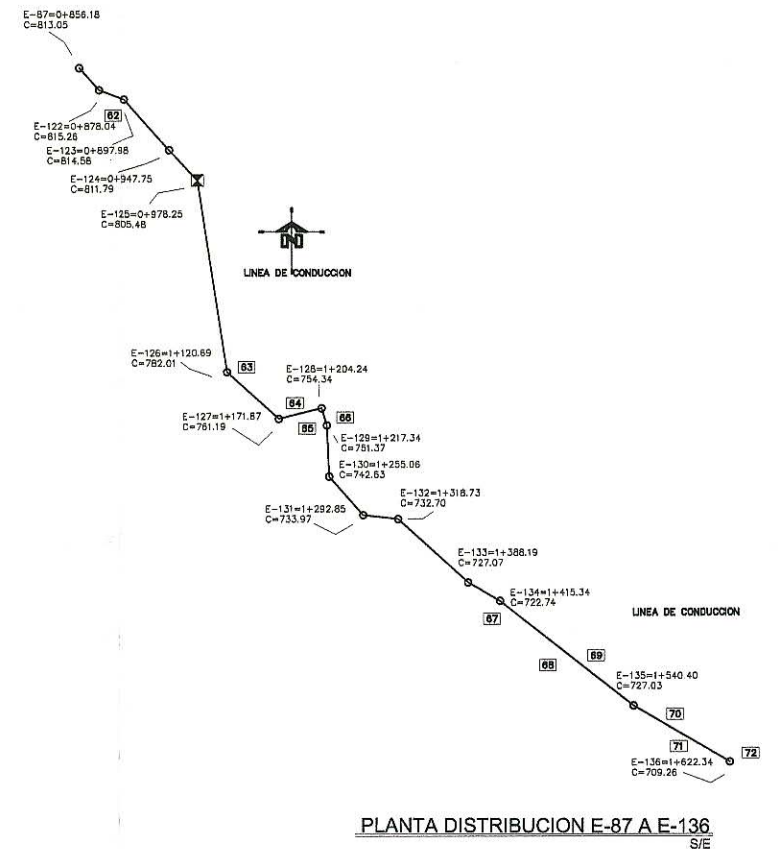 E-87=0+856.18
C=813.05
62
E-122=0+878.04
C=815.26
E-123=0+897.98
C=814.58
E-124=0+947.75
C=811.79
E-125=0+978.25
C=805.48
N
LINEA DE CONDUCCION
E-126=1+120.69
C=782.01
63
E-128=1+204.24
C=754.34
64
E-127=1+171.87
C=761.19
65
66
E-129=1+217.34
C=751.37
E-130=1+255.06
C=742.63
E-131=1+292.85
C=733.97
E-132=1+318.73
C=732.70
E-133=1+388.19
C=727.07
E-134=1+415.34
C=722.74
67
LINEA DE CONDUCCION
68
69
E-135=1+540.40
C=727.03
70
71
72
E-136=1+622.34
C=709.26
PLANTA DISTRIBUCION E-87 A E-136
S/E